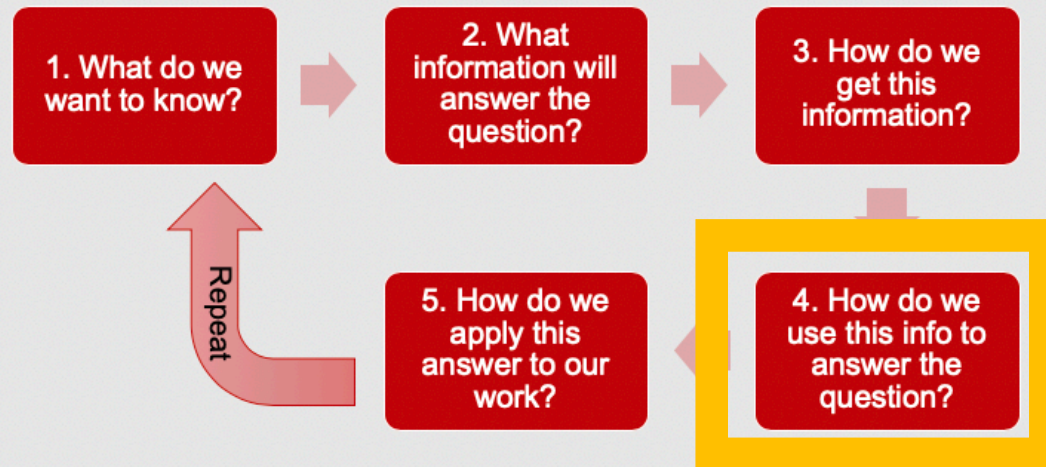 1. What do we
want to know?
2. What
information will
answer the
question?
3. How do we
get this
information?
4. How do we
use this info to
answer the
question?
5. How do we
apply this
answer to our
work?
Repeat